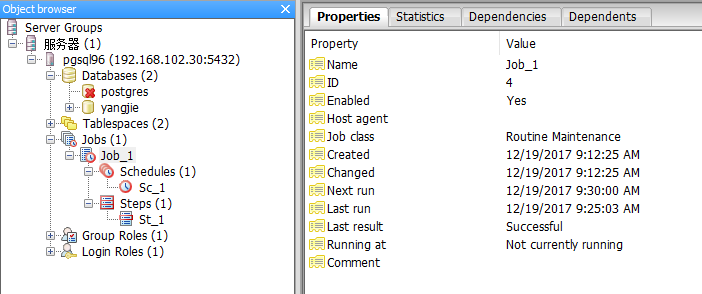 Object browser
Server Groups
服务器 (1)
pgsql96 (192.168.102.30:5432)
Databases (2)
postgres
yangjie
Tablespaces (2)
Jobs (1)
Job_1
Schedules (1)
Sc_1
Steps (1)
St_1
Group Roles (1)
Login Roles (1)
Properties Statistics Dependencies Dependents
Property Value
Name Job_1
ID 4
Enabled Yes
Host agent
Job class Routine Maintenance
Created 12/19/2017 9:12:25 AM
Changed 12/19/2017 9:12:25 AM
Next run 12/19/2017 9:30:00 AM
Last run 12/19/2017 9:25:03 AM
Last result Successful
Running at Not currently running
Comment